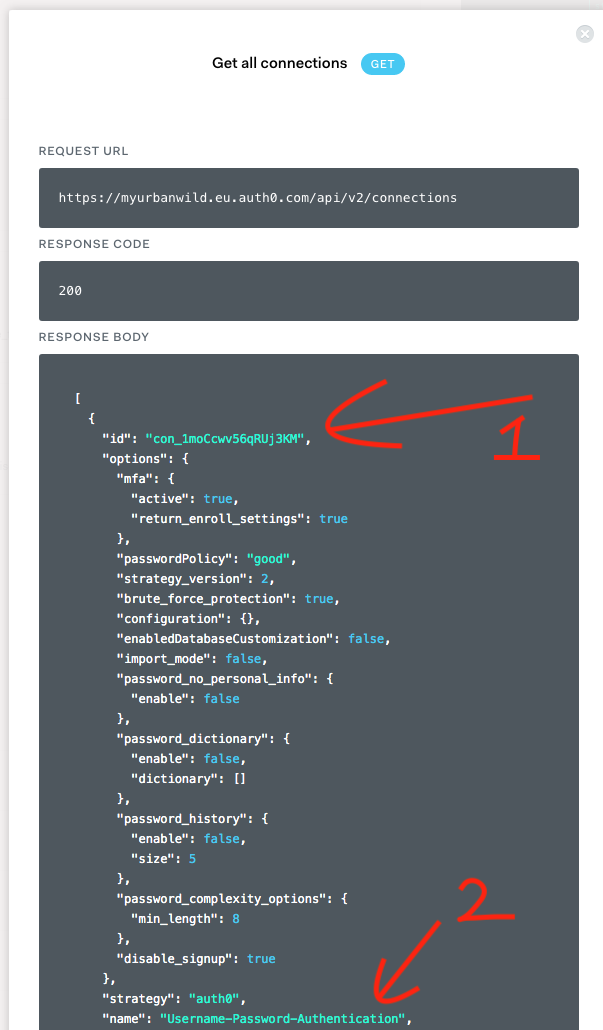 Get all connections GET
REQUEST URL
https://myurbanwild.eu.auth0.com/api/v2/connections
RESPONSE CODE
200
RESPONSE BODY
[
{
"id": "con_1moCcwv56qRUj3KM",
1
"options": {
"mfa": {
"active": true,
"return_enroll_settings": true
},
"passwordPolicy": "good",
"strategy_version": 2,
"brute_force_protection": true,
"configuration": {},
"enabledDatabaseCustomization": false,
"import_mode": false,
"password_no_personal_info": {
"enable": false
},
"password_dictionary": {
"enable": false,
"dictionary": []
},
"password_history": {
"enable": false,
"size": 5
},
"password_complexity_options": {
2
"min_length": 8
},
"disable_signup": true
},
"strategy": "auth0",
"name": "Username-Password-Authentication",